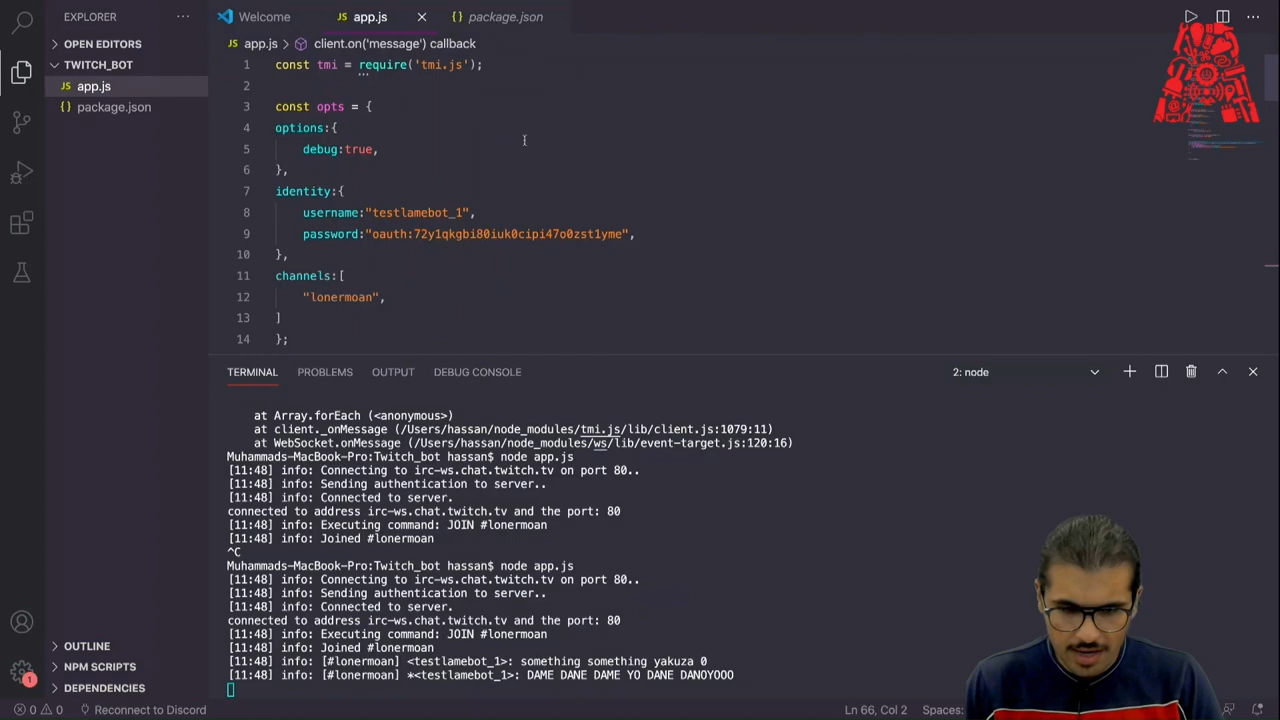 EXPLORER
Welcome
app.js
package.json
OPEN EDITORS
TWITCH_BOT
JS app.js
{} package.json
JS app.js > client.on('message') callback
1 const tmi = require('tmi.js');
2
3 const opts = {
4 options:{
5 debug:true,
6 },
7 identity:{
8 username:"testlamebot_1",
9 password:"oauth:72y1qkgbi80iuk0cipi47o0zst1yme",
10 },
11 channels:[
12 "lonermoan",
13 ]
14 };
TERMINAL PROBLEMS OUTPUT DEBUG CONSOLE 2: node
at Array.forEach (<anonymous>)
at client._onMessage (/Users/hassan/node_modules/tmi.js/lib/client.js:1079:11)
at WebSocket.onMessage (/Users/hassan/node_modules/ws/lib/event-target.js:120:16)
Muhammads-MacBook-Pro:Twitch_bot hassan$ node app.js
[11:48] info: Connecting to irc-ws.chat.twitch.tv on port 80..
[11:48] info: Sending authentication to server..
[11:48] info: Connected to server.
connected to address irc-ws.chat.twitch.tv and the port: 80
[11:48] info: Executing command: JOIN #lonermoan
[11:48] info: Joined #lonermoan
^C
Muhammads-MacBook-Pro:Twitch_bot hassan$ node app.js
[11:48] info: Connecting to irc-ws.chat.twitch.tv on port 80..
[11:48] info: Sending authentication to server..
[11:48] info: Connected to server.
connected to address irc-ws.chat.twitch.tv and the port: 80
[11:48] info: Executing command: JOIN #lonermoan
[11:48] info: Joined #lonermoan
[11:48] info: [#lonermoan] <testlamebot_1>: something something yakuza 0
[11:48] info: [#lonermoan] *<testlamebot_1>: DAME DANE DAME YO DANE DANOYOOO
OUTLINE
NPM SCRIPTS
DEPENDENCIES
1
0 0 Reconnect to Discord
Ln 66, Col 2 Spaces: